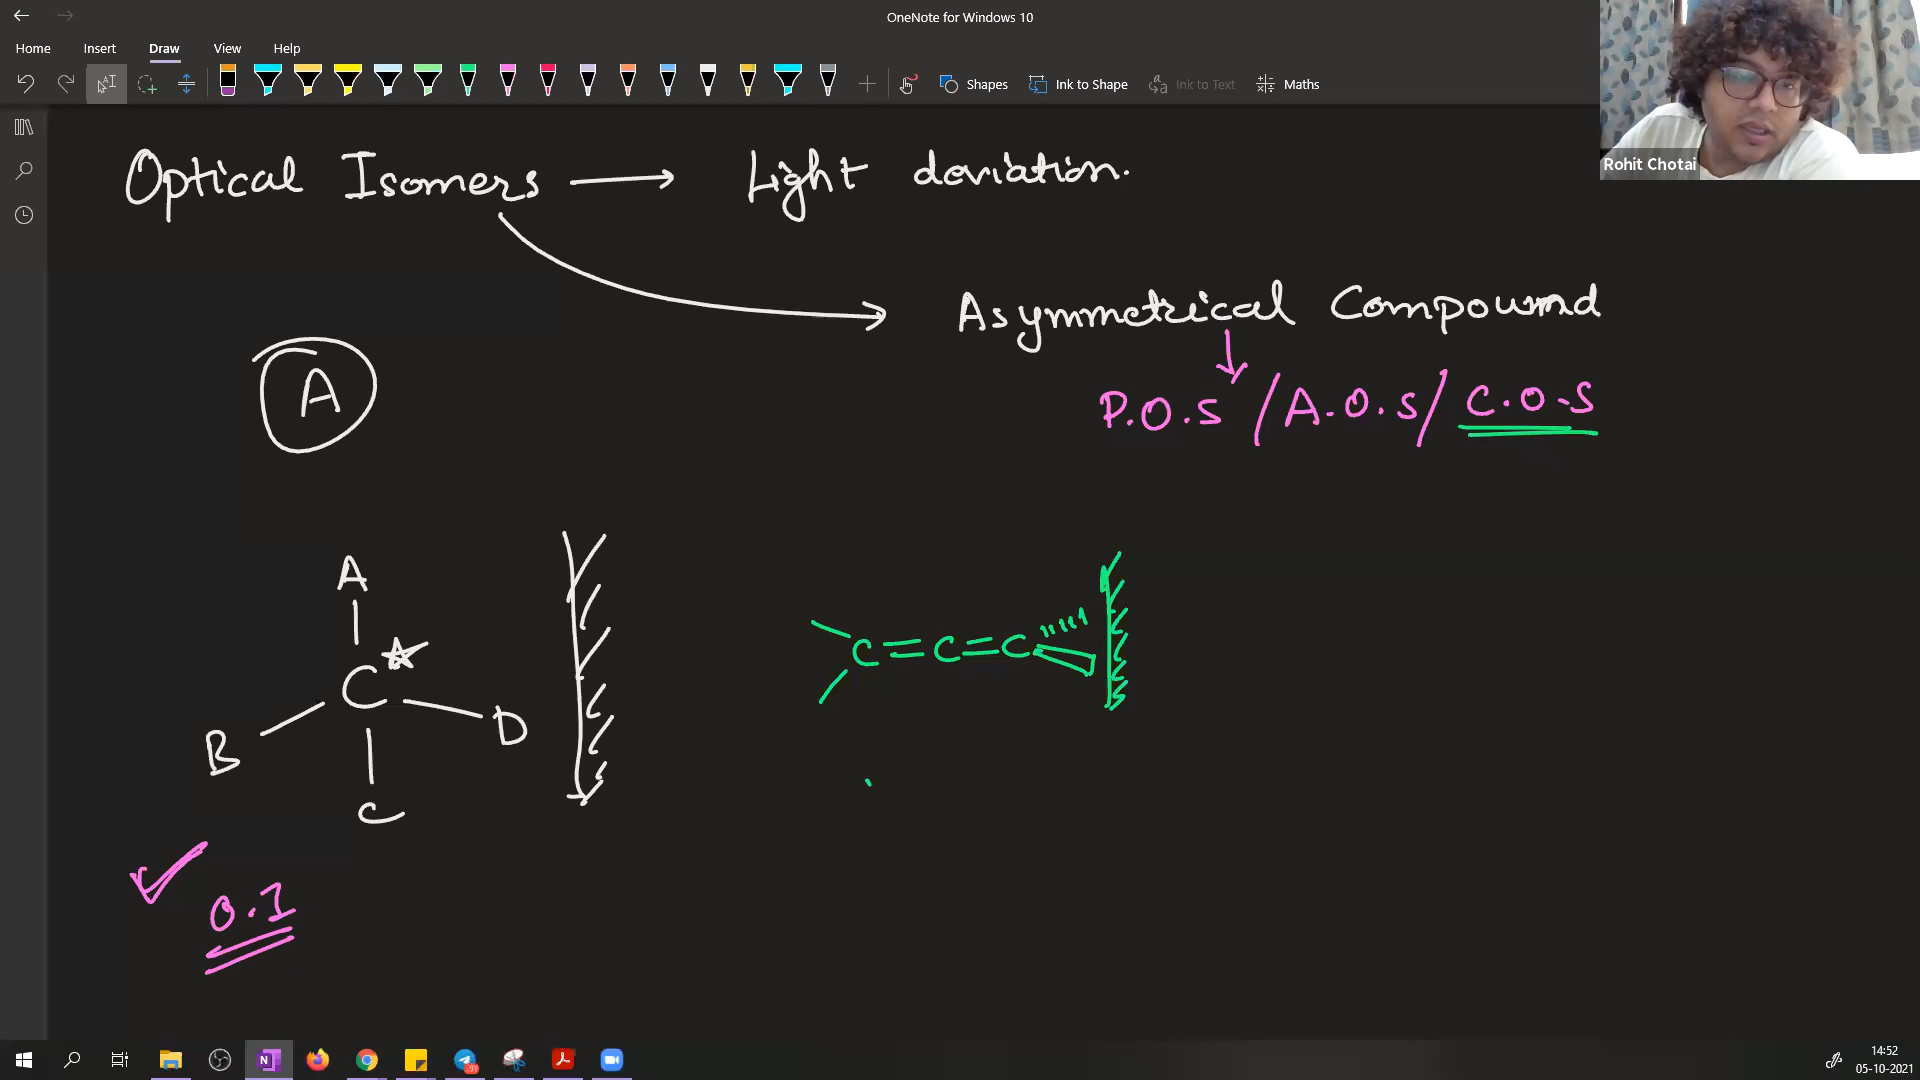 OneNote for Windows 10
Home Insert Draw View Help
Shapes Ink to Shape Ink to Text Maths
Rohit Chotai
Optical Isomers → Light deviation.
→ Asymmetrical Compound
↓
P.O.S / A.O.S / C.O.S
A
A
C
B D
C
C=C=C
O.I
14:52
05-10-2021